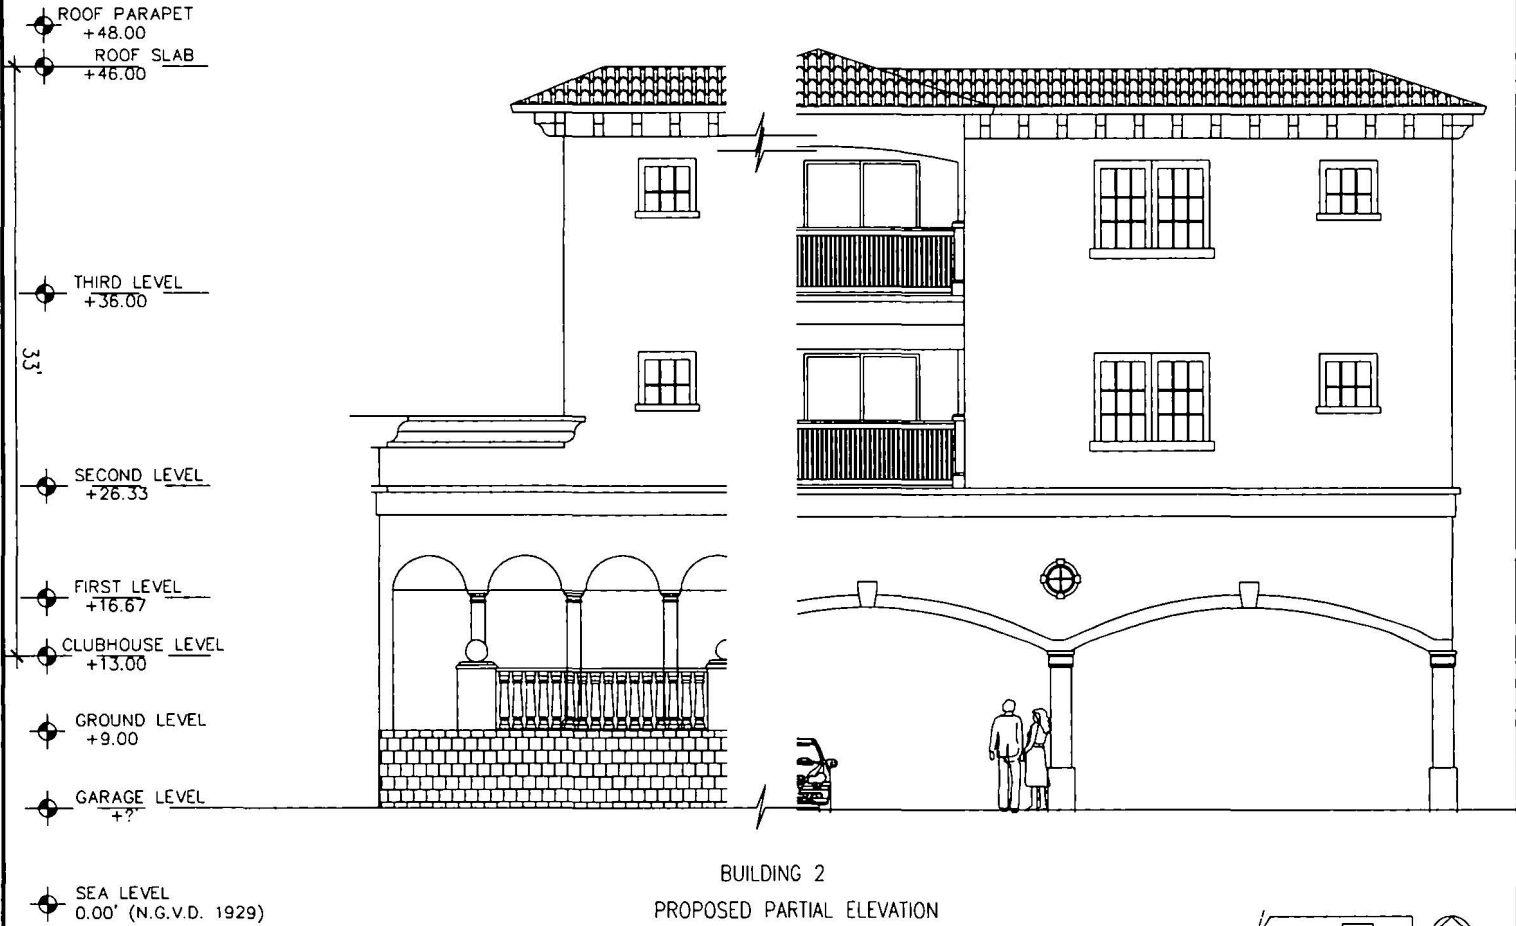 ROOF PARAPET
+48.00
ROOF SLAB
+46.00
THIRD LEVEL
+36.00
33'
SECOND LEVEL
+26.33
FIRST LEVEL
+16.67
CLUBHOUSE LEVEL
+13.00
GROUND LEVEL
+9.00
GARAGE LEVEL
+?
SEA LEVEL
0.00' (N.G.V.D. 1929)
BUILDING 2
PROPOSED PARTIAL ELEVATION